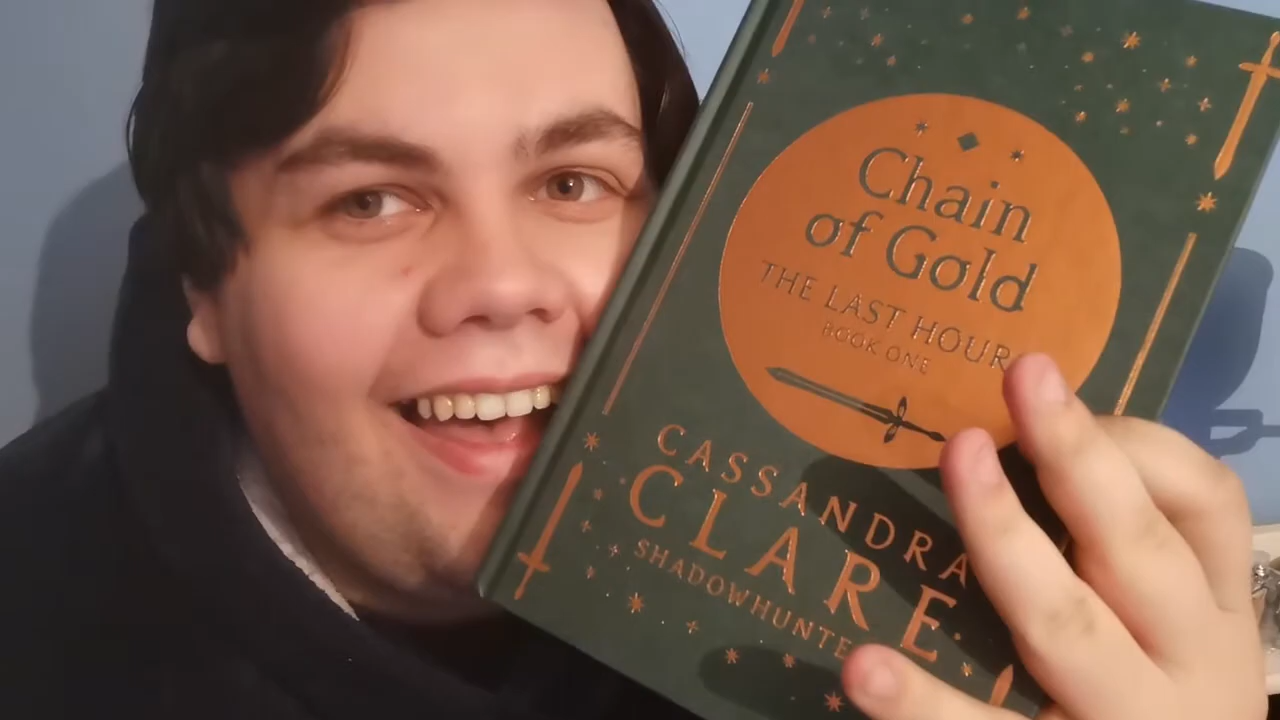 Chain
of Gold
THE LAST HOUR
BOOK ONE
CASSANDRA
CLARE
SHADOWHUNTE